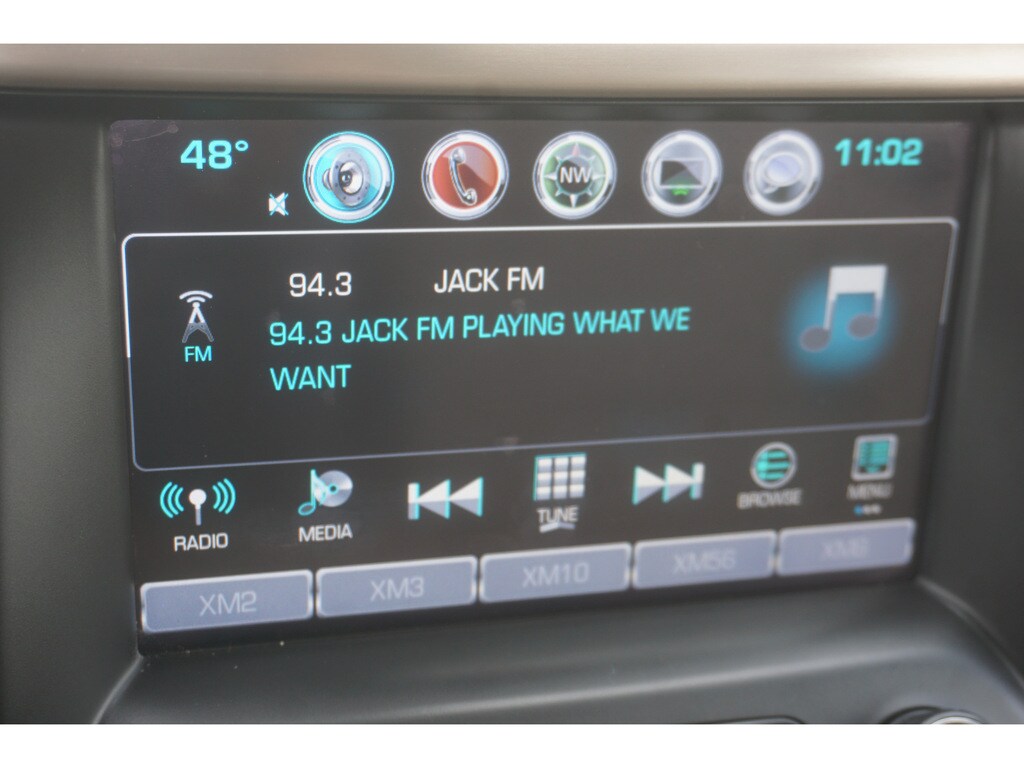 48°
NW
11:02
94.3 JACK FM
FM
94.3 JACK FM PLAYING WHAT WE
WANT
RADIO MEDIA TUNE BROWSE MENU
XM2 XM3 XM10 XM56 XM6